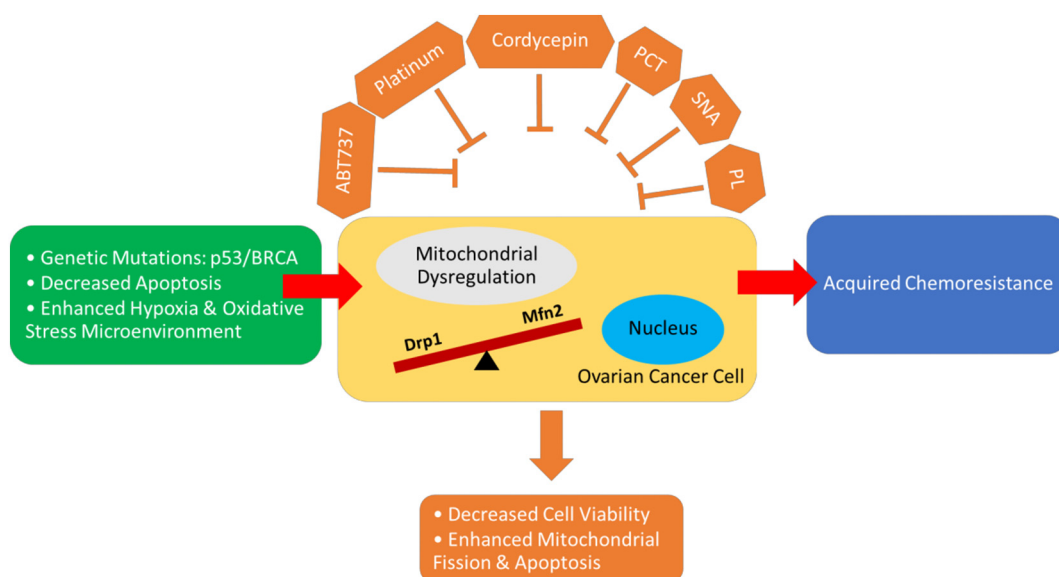 Cordycepin
Platinum
PCT
SNA
ABT737
PL
• Genetic Mutations: p53/BRCA
• Decreased Apoptosis
• Enhanced Hypoxia & Oxidative
Stress Microenvironment
Mitochondrial
Dysregulation
Drp1
Mfn2
Nucleus
Ovarian Cancer Cell
Acquired Chemoresistance
• Decreased Cell Viability
• Enhanced Mitochondrial
Fission & Apoptosis